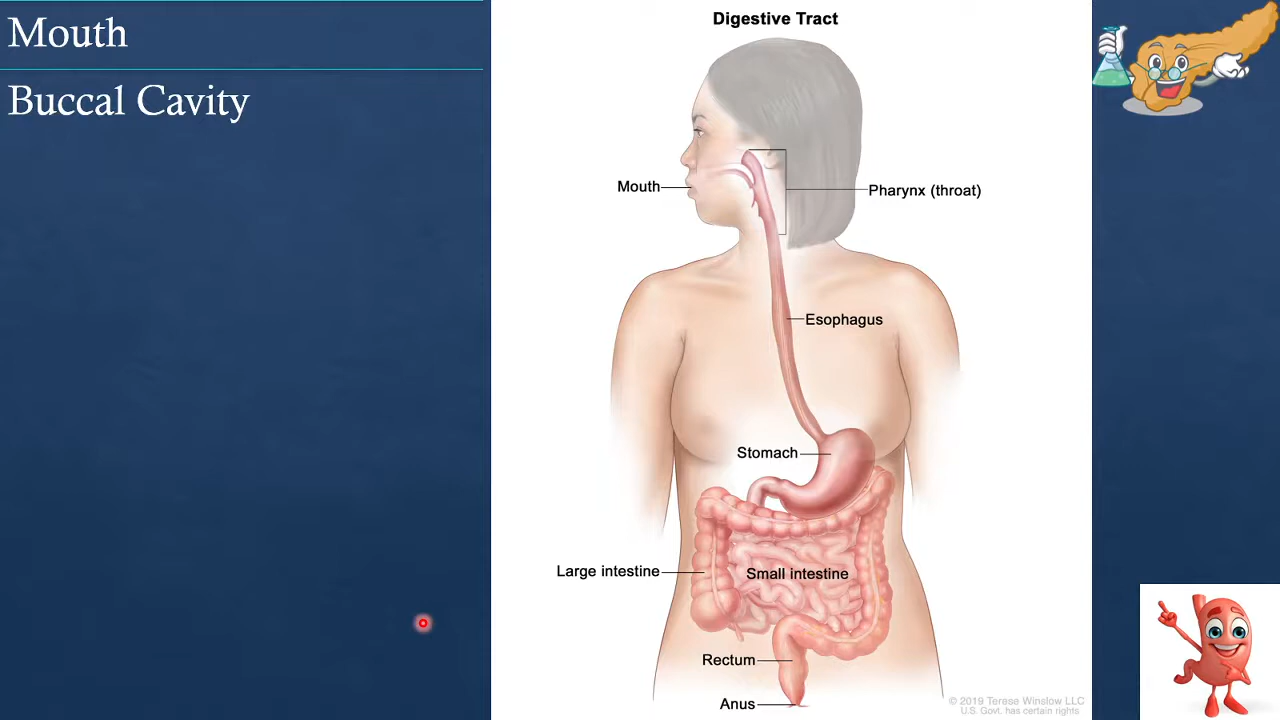 Mouth
Buccal Cavity
Digestive Tract
Mouth
Pharynx (throat)
Esophagus
Stomach
Large intestine
Small intestine
Rectum
Anus
© 2019 Terese Winslow LLC
U.S. Govt. has certain rights